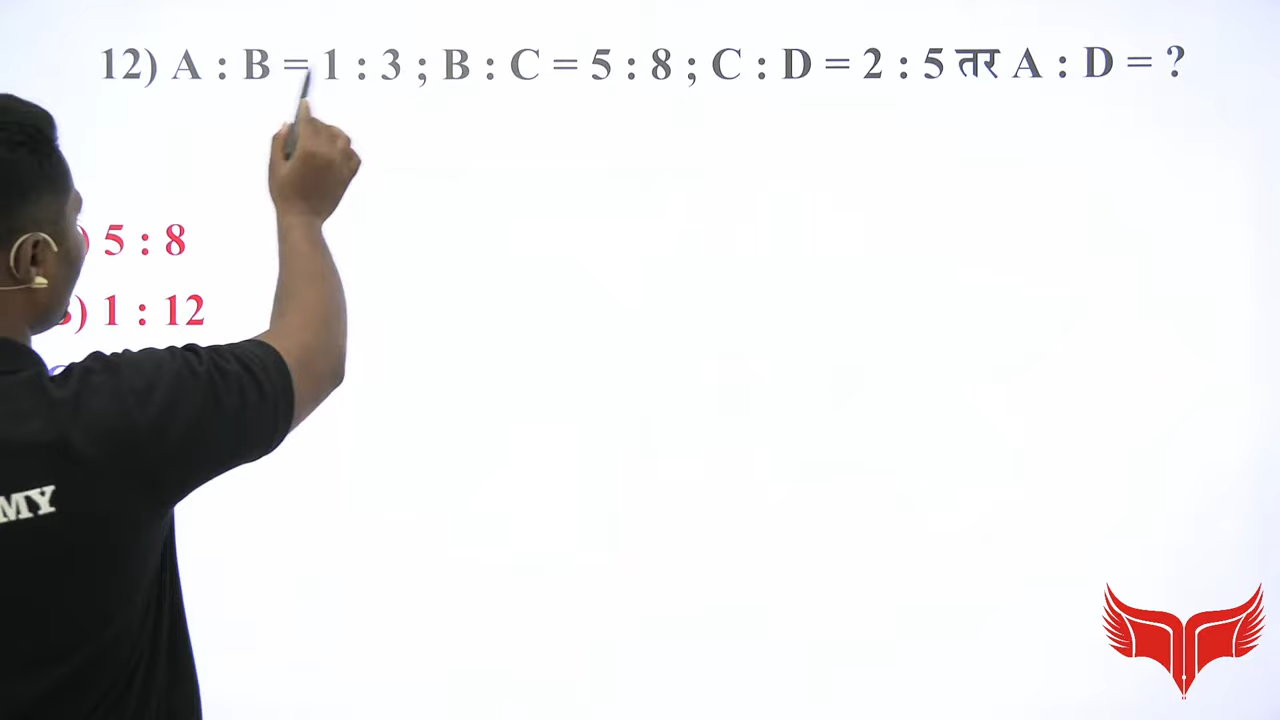 12) A : B = 1 : 3 ; B : C = 5 : 8 ; C : D = 2 : 5 तर A : D = ?
) 5 : 8
) 1 : 12
MY